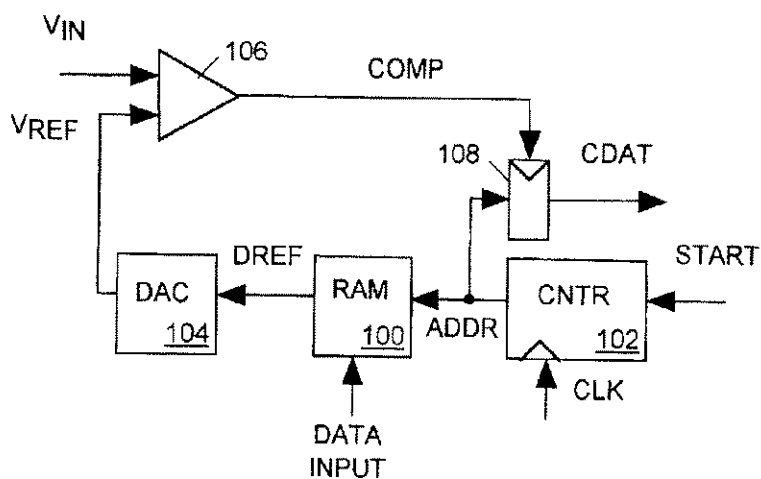 VIN
106
COMP
VREF
108
CDAT
DREF
START
DAC
104
RAM
100
ADDR
CNTR
102
CLK
DATA
INPUT